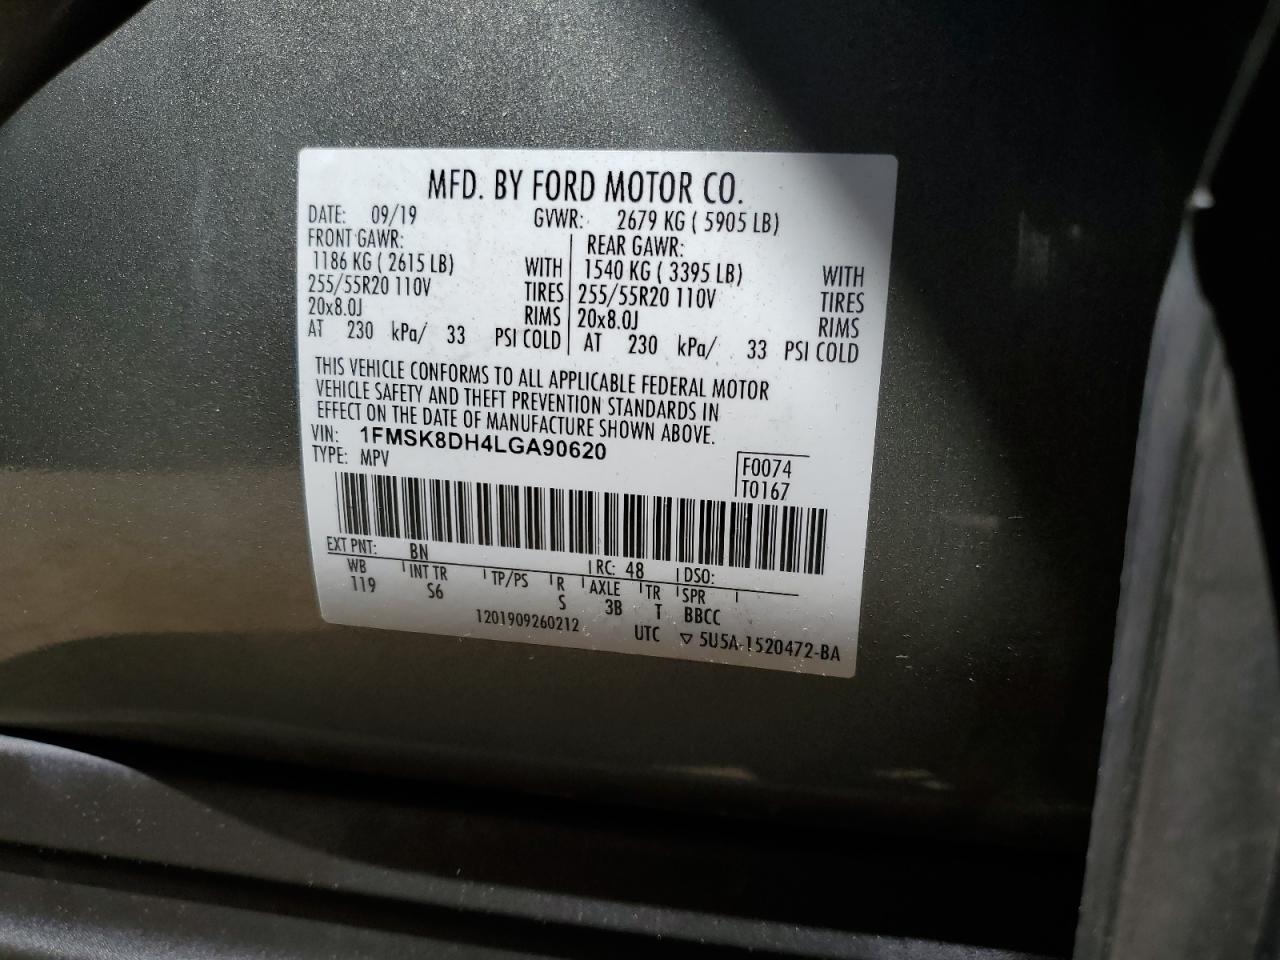 MFD. BY FORD MOTOR CO.
DATE: 09/19 GVWR: 2679 KG ( 5905 LB)
FRONT GAWR: REAR GAWR:
1186 KG ( 2615 LB) WITH 1540 KG ( 3395 LB) WITH
255/55R20 110V TIRES 255/55R20 110V TIRES
20x8.0J RIMS 20x8.0J RIMS
AT 230 kPa/ 33 PSI COLD AT 230 kPa/ 33 PSI COLD
THIS VEHICLE CONFORMS TO ALL APPLICABLE FEDERAL MOTOR
VEHICLE SAFETY AND THEFT PREVENTION STANDARDS IN
EFFECT ON THE DATE OF MANUFACTURE SHOWN ABOVE.
VIN: 1FMSK8DH4LGA90620
TYPE: MPV F0074
T0167
EXT PNT: BN RC: 48 DSO:
WB INT TR TP/PS R AXLE TR SPR
119 S6 S 3B T BBCC
1201909260212 UTC ▽ 5U5A-1520472-BA